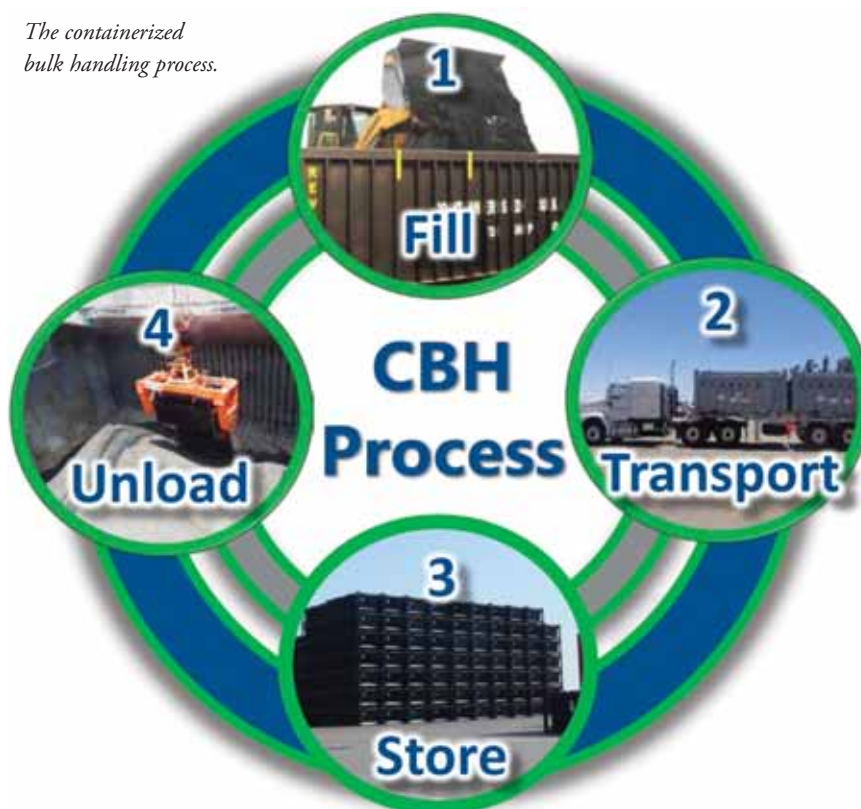 The containerized
bulk handling process.
1
Fill
2
Transport
3
Store
4
Unload
CBH
Process